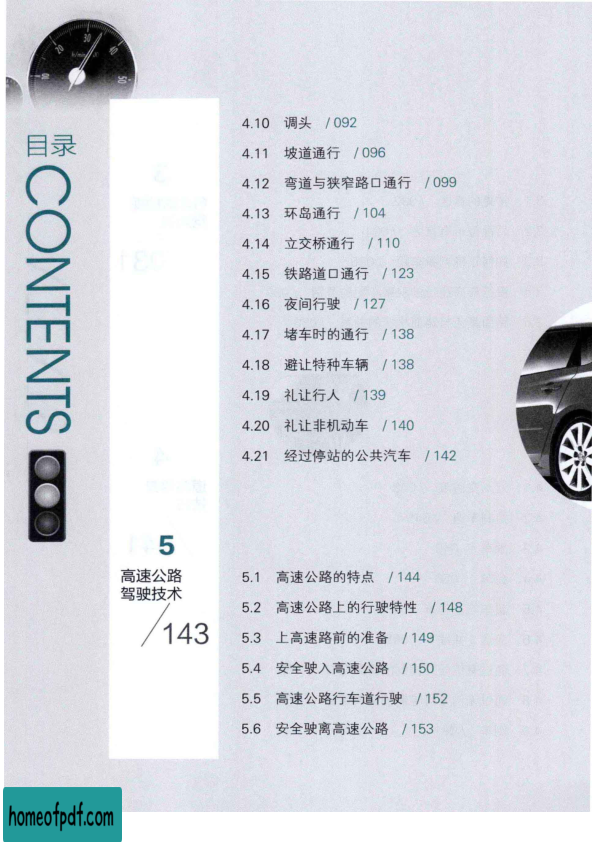 10
20
30
40
50
目录
CONTENTS
4.10 调头 /092
4.11 坡道通行 /096
4.12 弯道与狭窄路口通行 /099
4.13 环岛通行 /104
4.14 立交桥通行 /110
4.15 铁路道口通行 /123
4.16 夜间行驶 /127
4.17 堵车时的通行 /138
4.18 避让特种车辆 /138
4.19 礼让行人 /139
4.20 礼让非机动车 /140
4.21 经过停站的公共汽车 /142
5
高速公路
驾驶技术
/143
5.1 高速公路的特点 /144
5.2 高速公路上的行驶特性 /148
5.3 上高速路前的准备 /149
5.4 安全驶入高速公路 /150
5.5 高速公路行车道行驶 /152
5.6 安全驶离高速公路 /153
homeofpdf.com